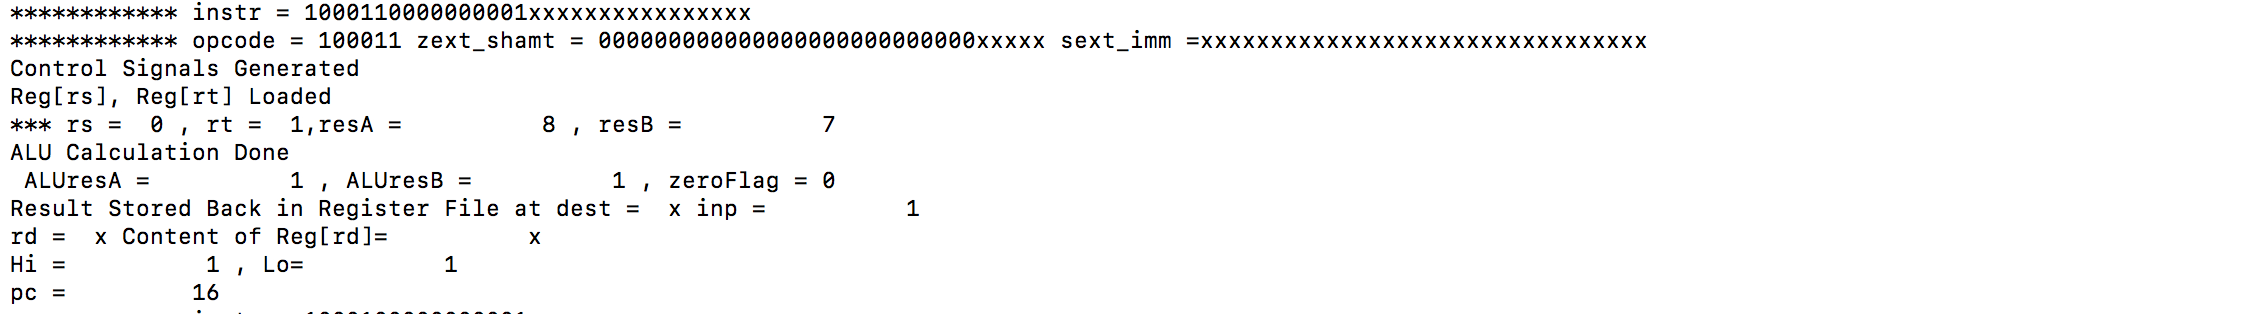 ************ instr = 1000110000000001xxxxxxxxxxxxxxxx
************ opcode = 100011 zext_shamt = 000000000000000000000000000xxxxx sext_imm =xxxxxxxxxxxxxxxxxxxxxxxxxxxxxxxx
Control Signals Generated
Reg[rs], Reg[rt] Loaded
*** rs =  0 , rt =  1,resA =          8 , resB =          7
ALU Calculation Done
 ALUresA =          1 , ALUresB =          1 , zeroFlag = 0
Result Stored Back in Register File at dest =  x inp =          1
rd =  x Content of Reg[rd]=          x
Hi =          1 , Lo=          1
pc =         16